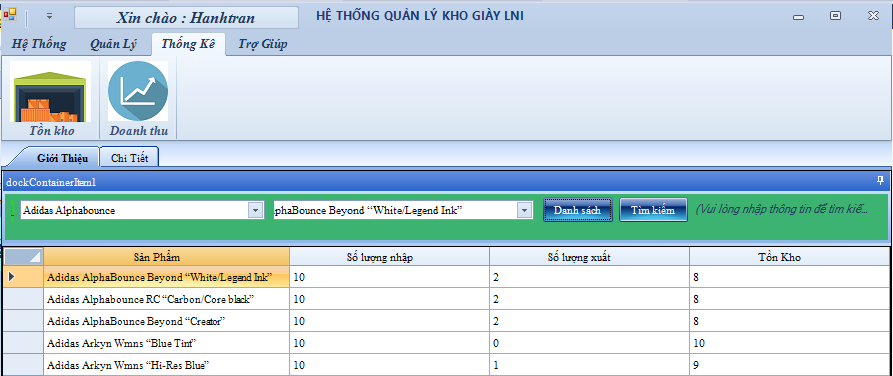 Xin chào : Hanhtran
HỆ THỐNG QUẢN LÝ KHO GIÀY LNI
Hệ Thống Quản Lý Thống Kê Trợ Giúp
Tồn kho Doanh thu
Giới Thiệu Chi Tiết
dockContainerItem1
Adidas Alphabounce phaBounce Beyond “White/Legend Ink” Danh sách Tìm kiếm (Vui lòng nhập thông tin để tìm kiế...
Sản Phẩm Số lượng nhập Số lượng xuất Tồn Kho
Adidas AlphaBounce Beyond “White/Legend Ink” 10 2 8
Adidas Alphabounce RC “Carbon/Core black” 10 2 8
Adidas AlphaBounce Beyond “Creator” 10 2 8
Adidas Arkyn Wmns “Blue Tint” 10 0 10
Adidas Arkyn Wmns “Hi-Res Blue” 10 1 9